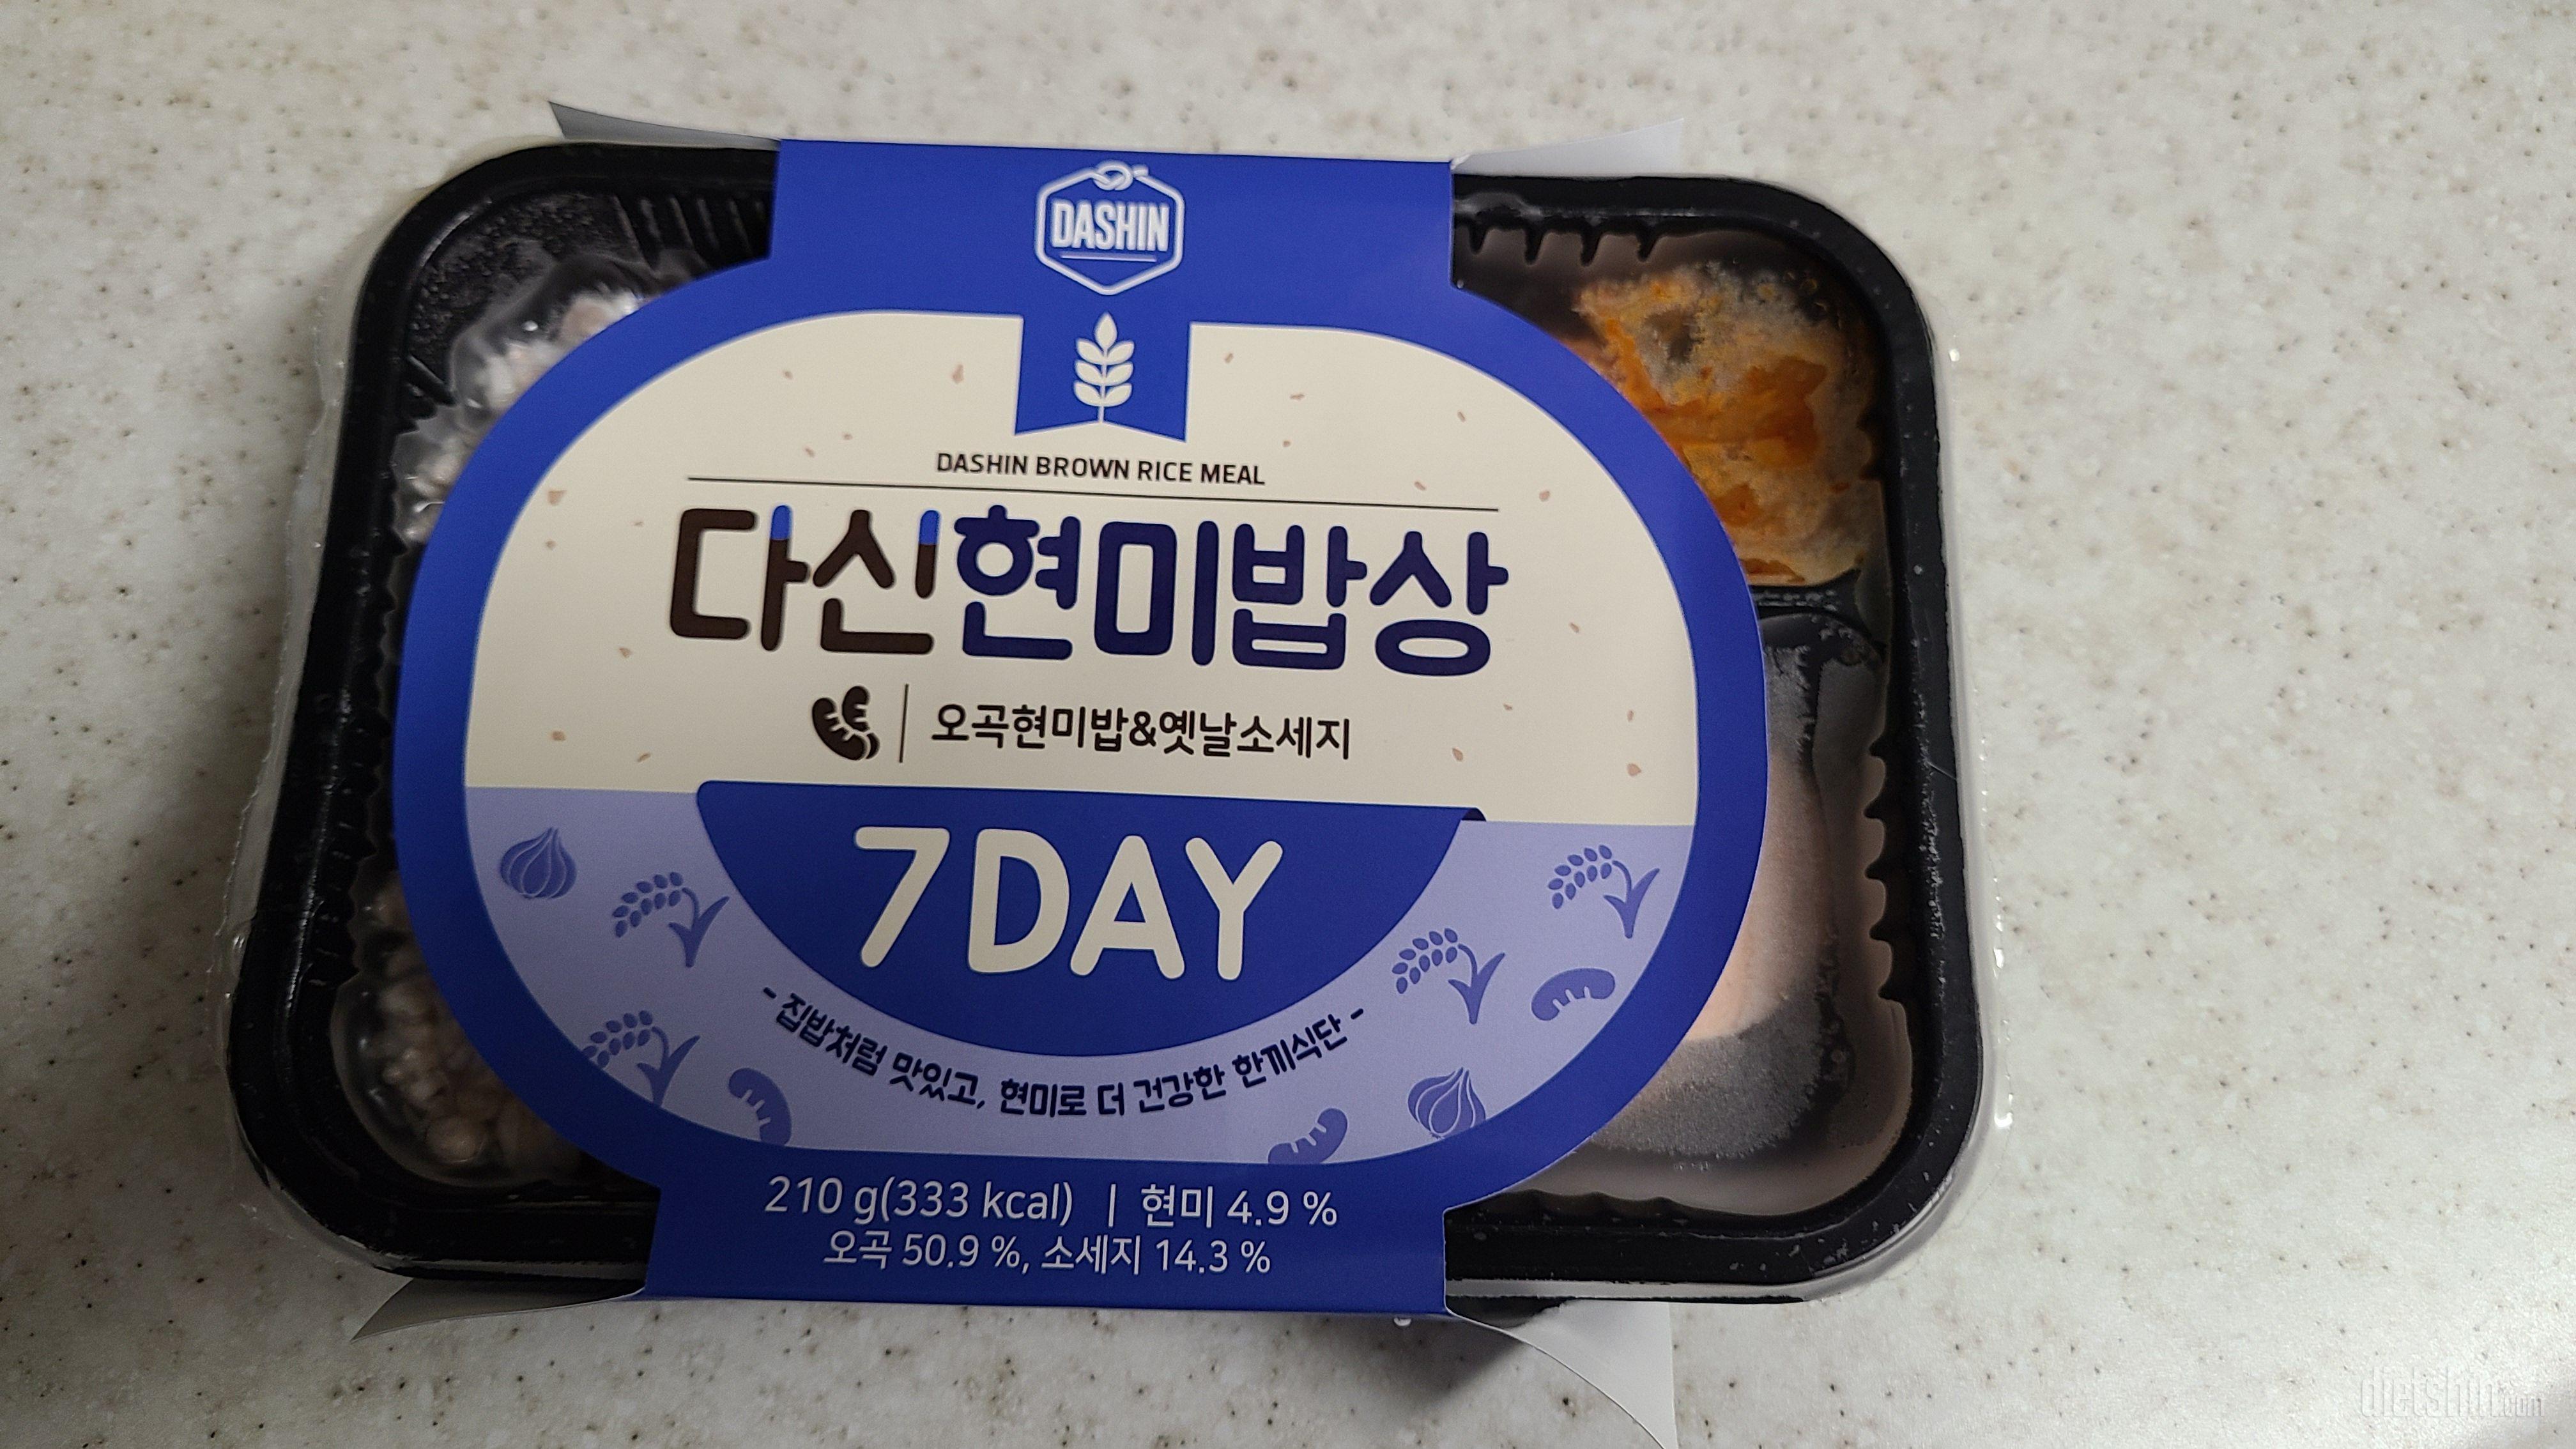 DASHIN
DASHIN BROWN RICE MEAL
다신현미밥상
오곡현미밥&옛날소세지
7DAY
- 집밥처럼 맛있고, 현미로 더 건강한 한끼식단 -
210 g(333 kcal) | 현미 4.9 %
오곡 50.9 %, 소세지 14.3 %
dietshin.com